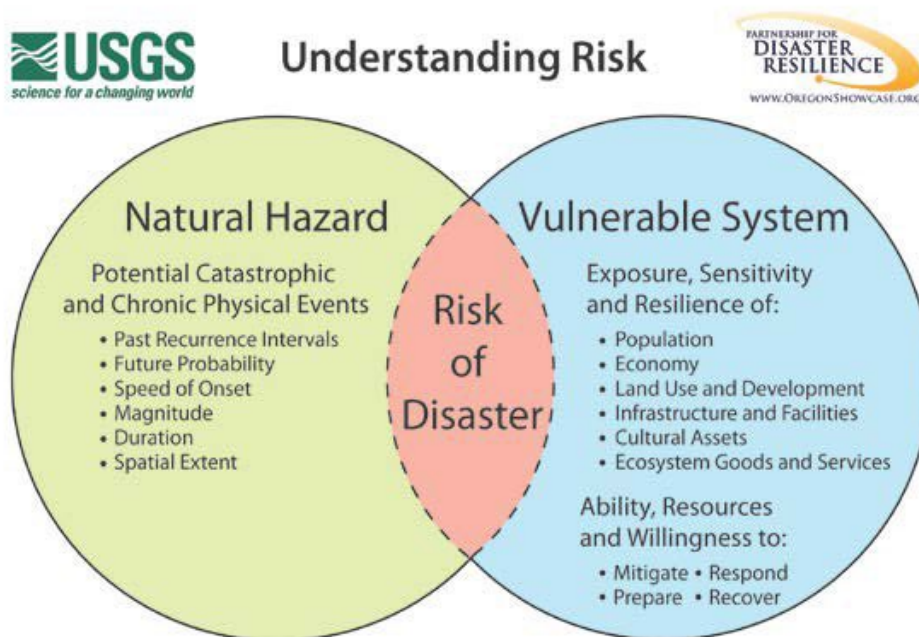 USGS
science for a changing world
Understanding Risk
PARTNERSHIP FOR
DISASTER
RESILIENCE
WWW.OREGONSHOWCASE.ORG
Natural Hazard
Potential Catastrophic
and Chronic Physical Events
• Past Recurrence Intervals
• Future Probability
• Speed of Onset
• Magnitude
• Duration
• Spatial Extent
Risk
of
Disaster
Vulnerable System
Exposure, Sensitivity
and Resilience of:
• Population
• Economy
• Land Use and Development
• Infrastructure and Facilities
• Cultural Assets
• Ecosystem Goods and Services
Ability, Resources
and Willingness to:
• Mitigate • Respond
• Prepare • Recover